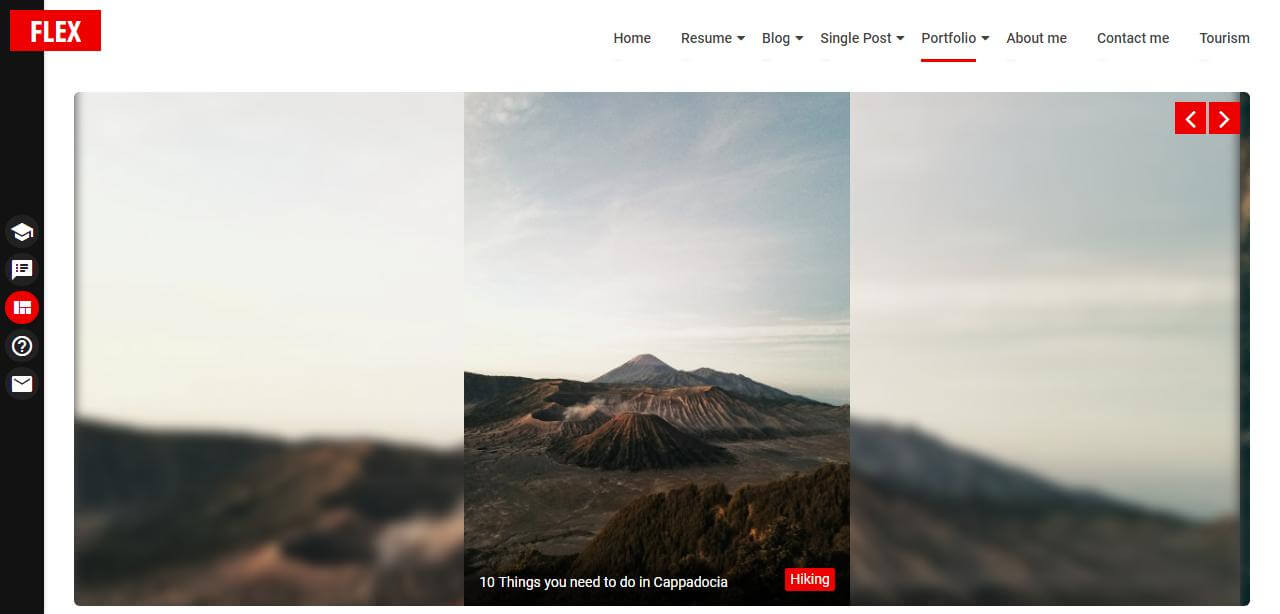 FLEX
Home Resume Blog Single Post Portfolio About me Contact me Tourism
10 Things you need to do in Cappadocia Hiking